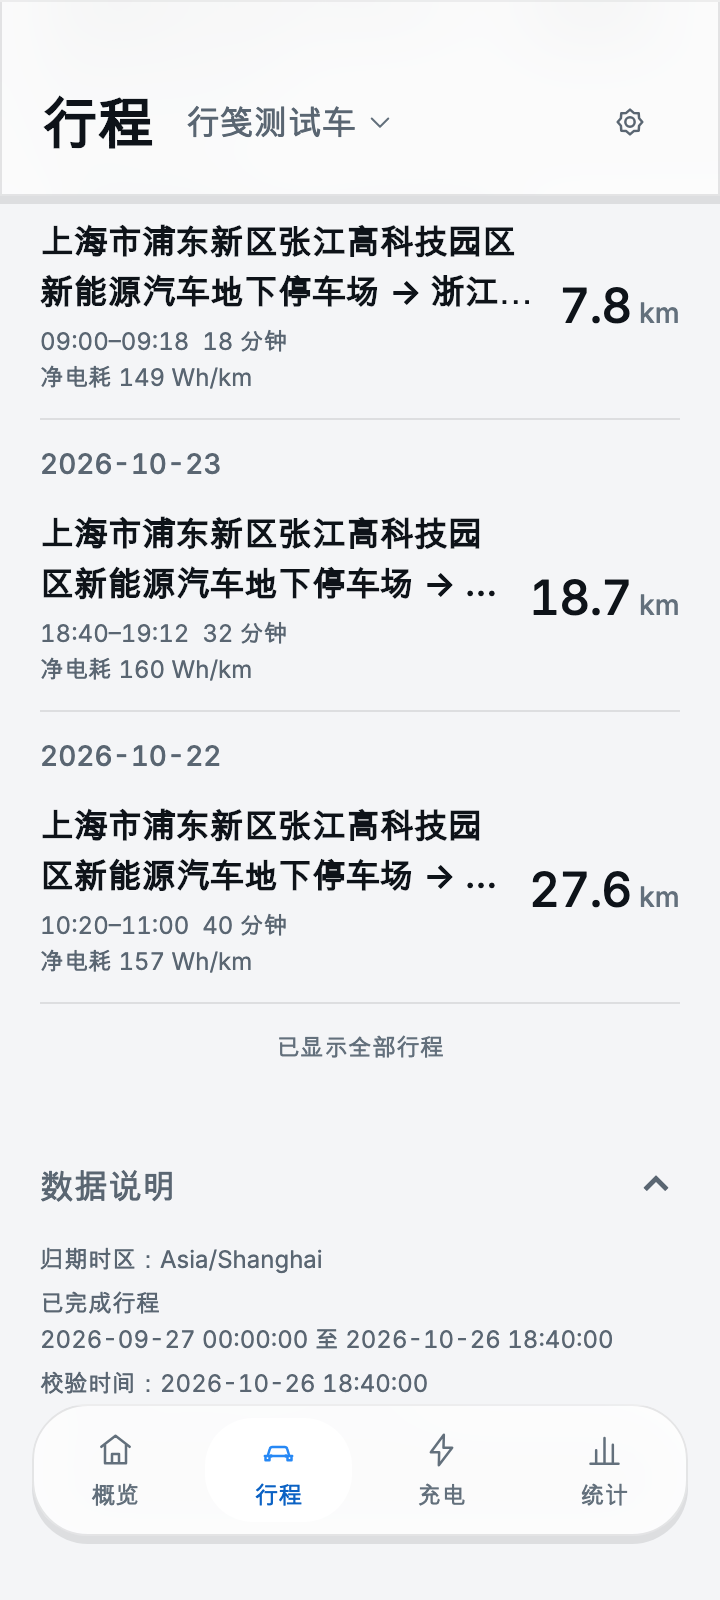 行程 行笺测试车
上海市浦东新区张江高科技园区
新能源汽车地下停车场 → 浙江...
7.8 km
09:00–09:18 18 分钟
净电耗 149 Wh/km
2026-10-23
上海市浦东新区张江高科技园
区新能源汽车地下停车场 → ...
18.7 km
18:40–19:12 32 分钟
净电耗 160 Wh/km
2026-10-22
上海市浦东新区张江高科技园
区新能源汽车地下停车场 → ...
27.6 km
10:20–11:00 40 分钟
净电耗 157 Wh/km
已显示全部行程
数据说明
归期时区：Asia/Shanghai
已完成行程
2026-09-27 00:00:00 至 2026-10-26 18:40:00
校验时间：2026-10-26 18:40:00
概览 行程 充电 统计